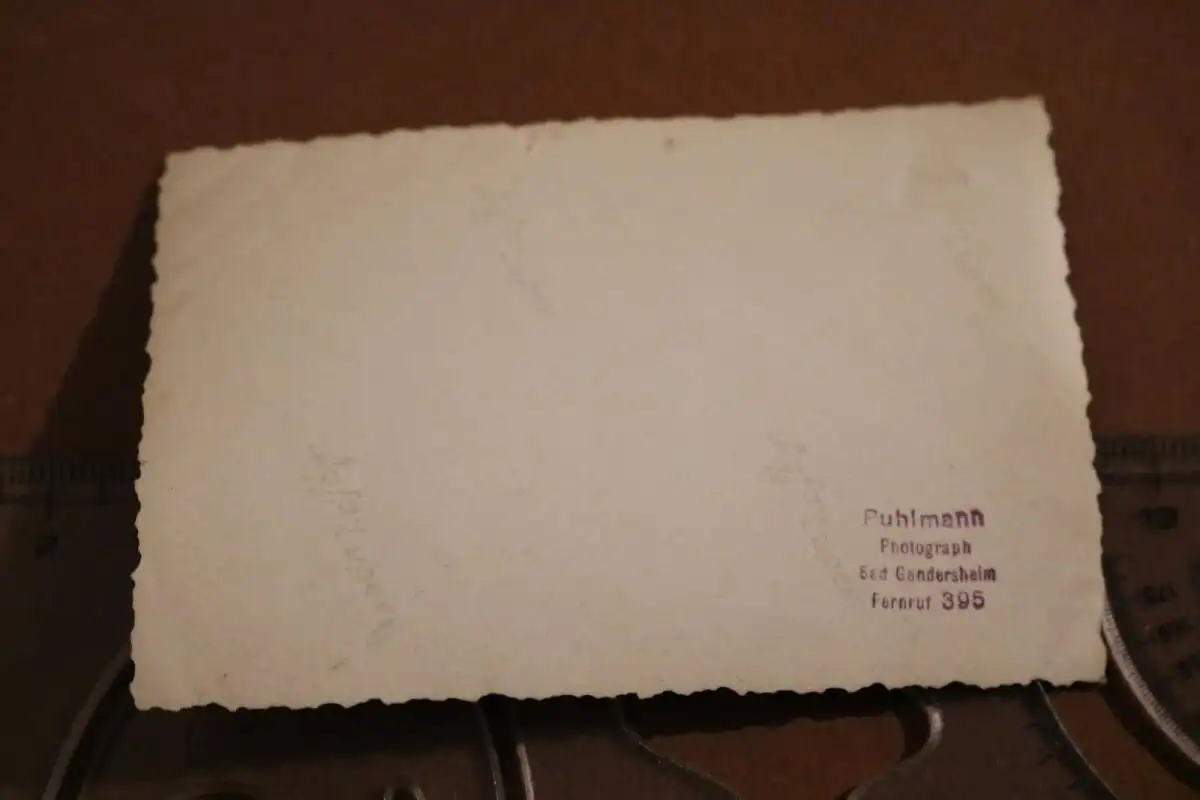 Puhlmann
Photograph
Bad Gandersheim
Fernruf 395